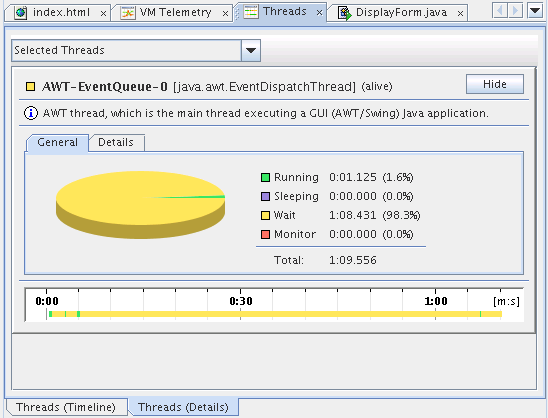 index.html VM Telemetry Threads DisplayForm.java
Selected Threads
AWT-EventQueue-0 [java.awt.EventDispatchThread] (alive) Hide
AWT thread, which is the main thread executing a GUI (AWT/Swing) Java application.
General Details
Running 0:01.125 (1.6%)
Sleeping 0:00.000 (0.0%)
Wait 1:08.431 (98.3%)
Monitor 0:00.000 (0.0%)
Total: 1:09.556
0:00 0:30 1:00 [m:s]
Threads (Timeline) Threads (Details)